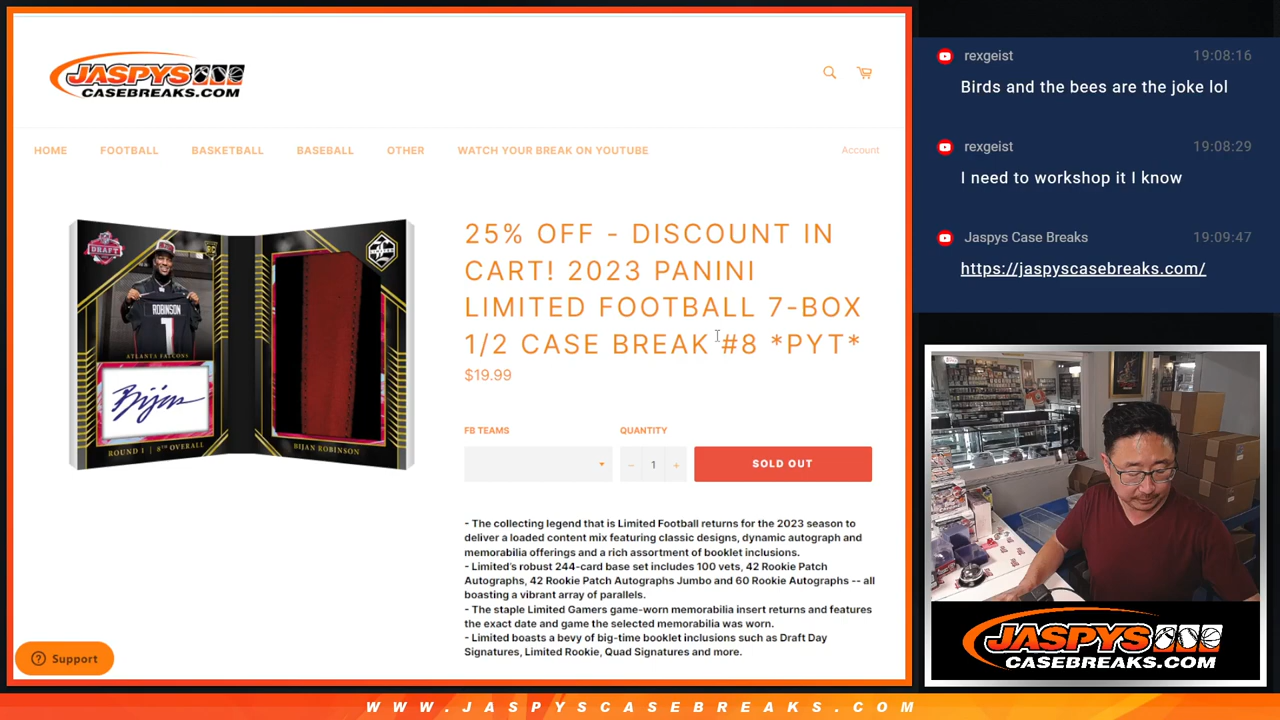 JASPYS
CASEBREAKS.COM
HOME FOOTBALL BASKETBALL BASEBALL OTHER WATCH YOUR BREAK ON YOUTUBE Account
DRAFT
ROBINSON
1
ATLANTA FALCONS
ROUND 1 | 8TH OVERALL
LIMITED
BIJAN ROBINSON
25% OFF - DISCOUNT IN
CART! 2023 PANINI
LIMITED FOOTBALL 7-BOX
1/2 CASE BREAK #8 *PYT*
$19.99
FB TEAMS QUANTITY
− 1 + SOLD OUT
- The collecting legend that is Limited Football returns for the 2023 season to
deliver a loaded content mix featuring classic designs, dynamic autograph and
memorabilia offerings and a rich assortment of booklet inclusions.
- Limited's robust 244-card base set includes 100 vets, 42 Rookie Patch
Autographs, 42 Rookie Patch Autographs Jumbo and 60 Rookie Autographs -- all
boasting a vibrant array of parallels.
- The staple Limited Gamers game-worn memorabilia insert returns and features
the exact date and game the selected memorabilia was worn.
- Limited boasts a bevy of big-time booklet inclusions such as Draft Day
Signatures, Limited Rookie, Quad Signatures and more.
Support
rexgeist 19:08:16
Birds and the bees are the joke lol
rexgeist 19:08:29
I need to workshop it I know
Jaspys Case Breaks 19:09:47
https://jaspyscasebreaks.com/
JASPYS
CASEBREAKS.COM
WWW.JASPYSCASEBREAKS.COM